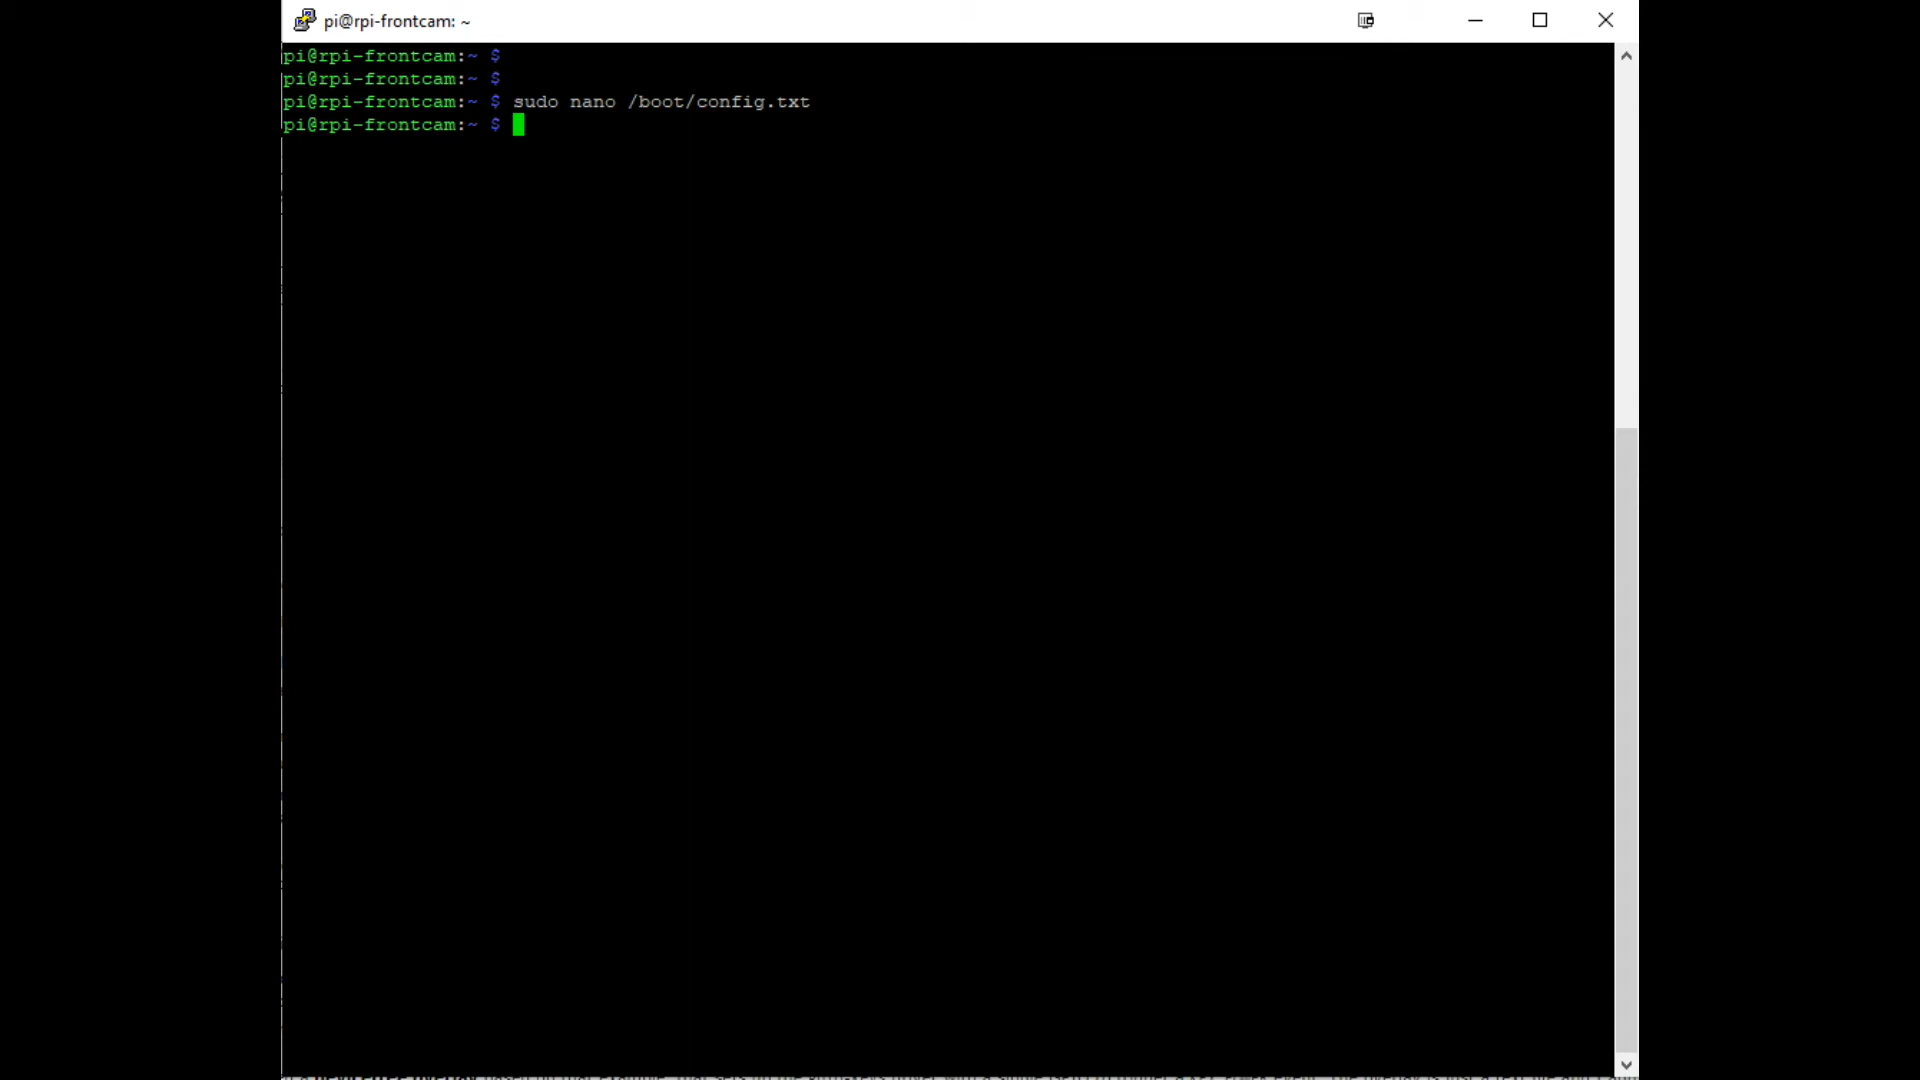 pi@rpi-frontcam: ~
pi@rpi-frontcam:~ $
pi@rpi-frontcam:~ $
pi@rpi-frontcam:~ $ sudo nano /boot/config.txt
pi@rpi-frontcam:~ $